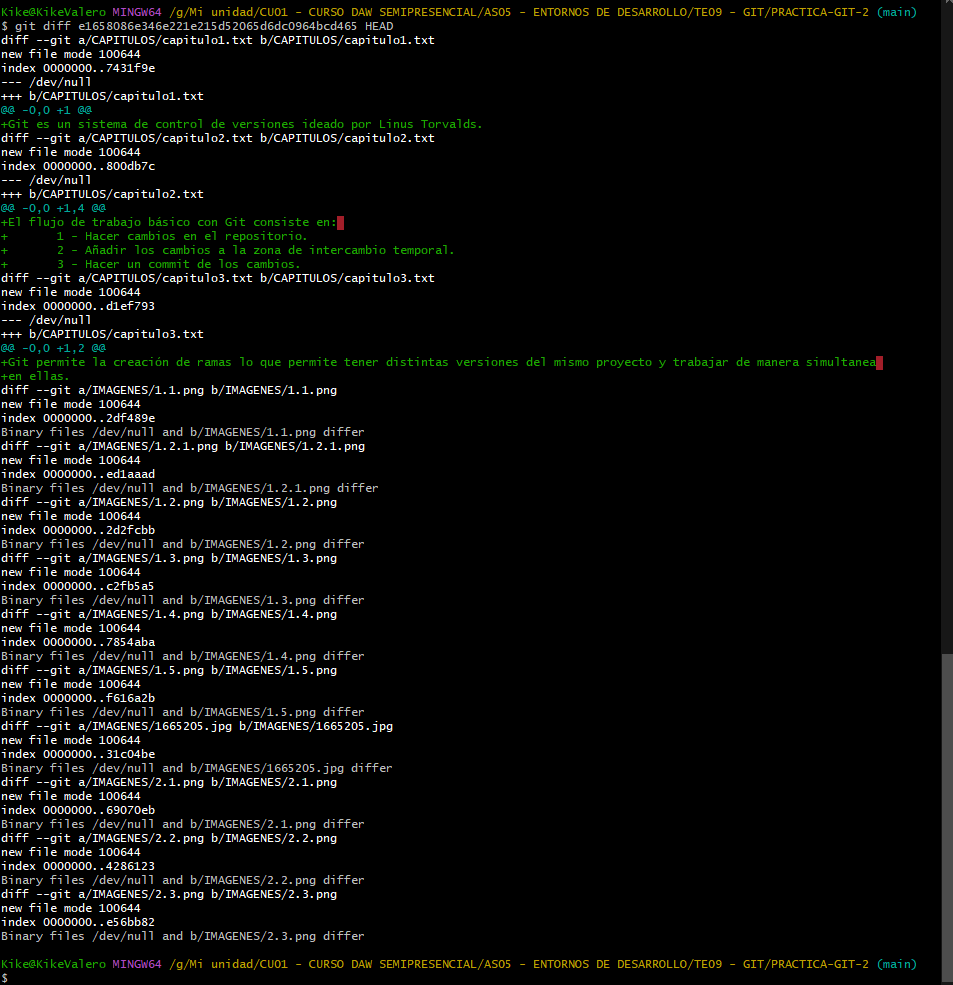 Kike@KikeValero MINGW64 /g/Mi unidad/CU01 - CURSO DAW SEMIPRESENCIAL/AS05 - ENTORNOS DE DESARROLLO/TE09 - GIT/PRACTICA-GIT-2 (main)
$ git diff e1658086e346e221e215d52065d6dc0964bcd465 HEAD
diff --git a/CAPITULOS/capitulo1.txt b/CAPITULOS/capitulo1.txt
new file mode 100644
index 0000000..7431f9e
--- /dev/null
+++ b/CAPITULOS/capitulo1.txt
@@ -0,0 +1 @@
+Git es un sistema de control de versiones ideado por Linus Torvalds.
diff --git a/CAPITULOS/capitulo2.txt b/CAPITULOS/capitulo2.txt
new file mode 100644
index 0000000..800db7c
--- /dev/null
+++ b/CAPITULOS/capitulo2.txt
@@ -0,0 +1,4 @@
+El flujo de trabajo básico con Git consiste en:
+       1 - Hacer cambios en el repositorio.
+       2 - Añadir los cambios a la zona de intercambio temporal.
+       3 - Hacer un commit de los cambios.
diff --git a/CAPITULOS/capitulo3.txt b/CAPITULOS/capitulo3.txt
new file mode 100644
index 0000000..d1ef793
--- /dev/null
+++ b/CAPITULOS/capitulo3.txt
@@ -0,0 +1,2 @@
+Git permite la creación de ramas lo que permite tener distintas versiones del mismo proyecto y trabajar de manera simultanea
+en ellas.
diff --git a/IMAGENES/1.1.png b/IMAGENES/1.1.png
new file mode 100644
index 0000000..2df489e
Binary files /dev/null and b/IMAGENES/1.1.png differ
diff --git a/IMAGENES/1.2.1.png b/IMAGENES/1.2.1.png
new file mode 100644
index 0000000..ed1aaad
Binary files /dev/null and b/IMAGENES/1.2.1.png differ
diff --git a/IMAGENES/1.2.png b/IMAGENES/1.2.png
new file mode 100644
index 0000000..2d2fcbb
Binary files /dev/null and b/IMAGENES/1.2.png differ
diff --git a/IMAGENES/1.3.png b/IMAGENES/1.3.png
new file mode 100644
index 0000000..c2fb5a5
Binary files /dev/null and b/IMAGENES/1.3.png differ
diff --git a/IMAGENES/1.4.png b/IMAGENES/1.4.png
new file mode 100644
index 0000000..7854aba
Binary files /dev/null and b/IMAGENES/1.4.png differ
diff --git a/IMAGENES/1.5.png b/IMAGENES/1.5.png
new file mode 100644
index 0000000..f616a2b
Binary files /dev/null and b/IMAGENES/1.5.png differ
diff --git a/IMAGENES/1665205.jpg b/IMAGENES/1665205.jpg
new file mode 100644
index 0000000..31c04be
Binary files /dev/null and b/IMAGENES/1665205.jpg differ
diff --git a/IMAGENES/2.1.png b/IMAGENES/2.1.png
new file mode 100644
index 0000000..69070eb
Binary files /dev/null and b/IMAGENES/2.1.png differ
diff --git a/IMAGENES/2.2.png b/IMAGENES/2.2.png
new file mode 100644
index 0000000..4286123
Binary files /dev/null and b/IMAGENES/2.2.png differ
diff --git a/IMAGENES/2.3.png b/IMAGENES/2.3.png
new file mode 100644
index 0000000..e56bb82
Binary files /dev/null and b/IMAGENES/2.3.png differ
Kike@KikeValero MINGW64 /g/Mi unidad/CU01 - CURSO DAW SEMIPRESENCIAL/AS05 - ENTORNOS DE DESARROLLO/TE09 - GIT/PRACTICA-GIT-2 (main)
$